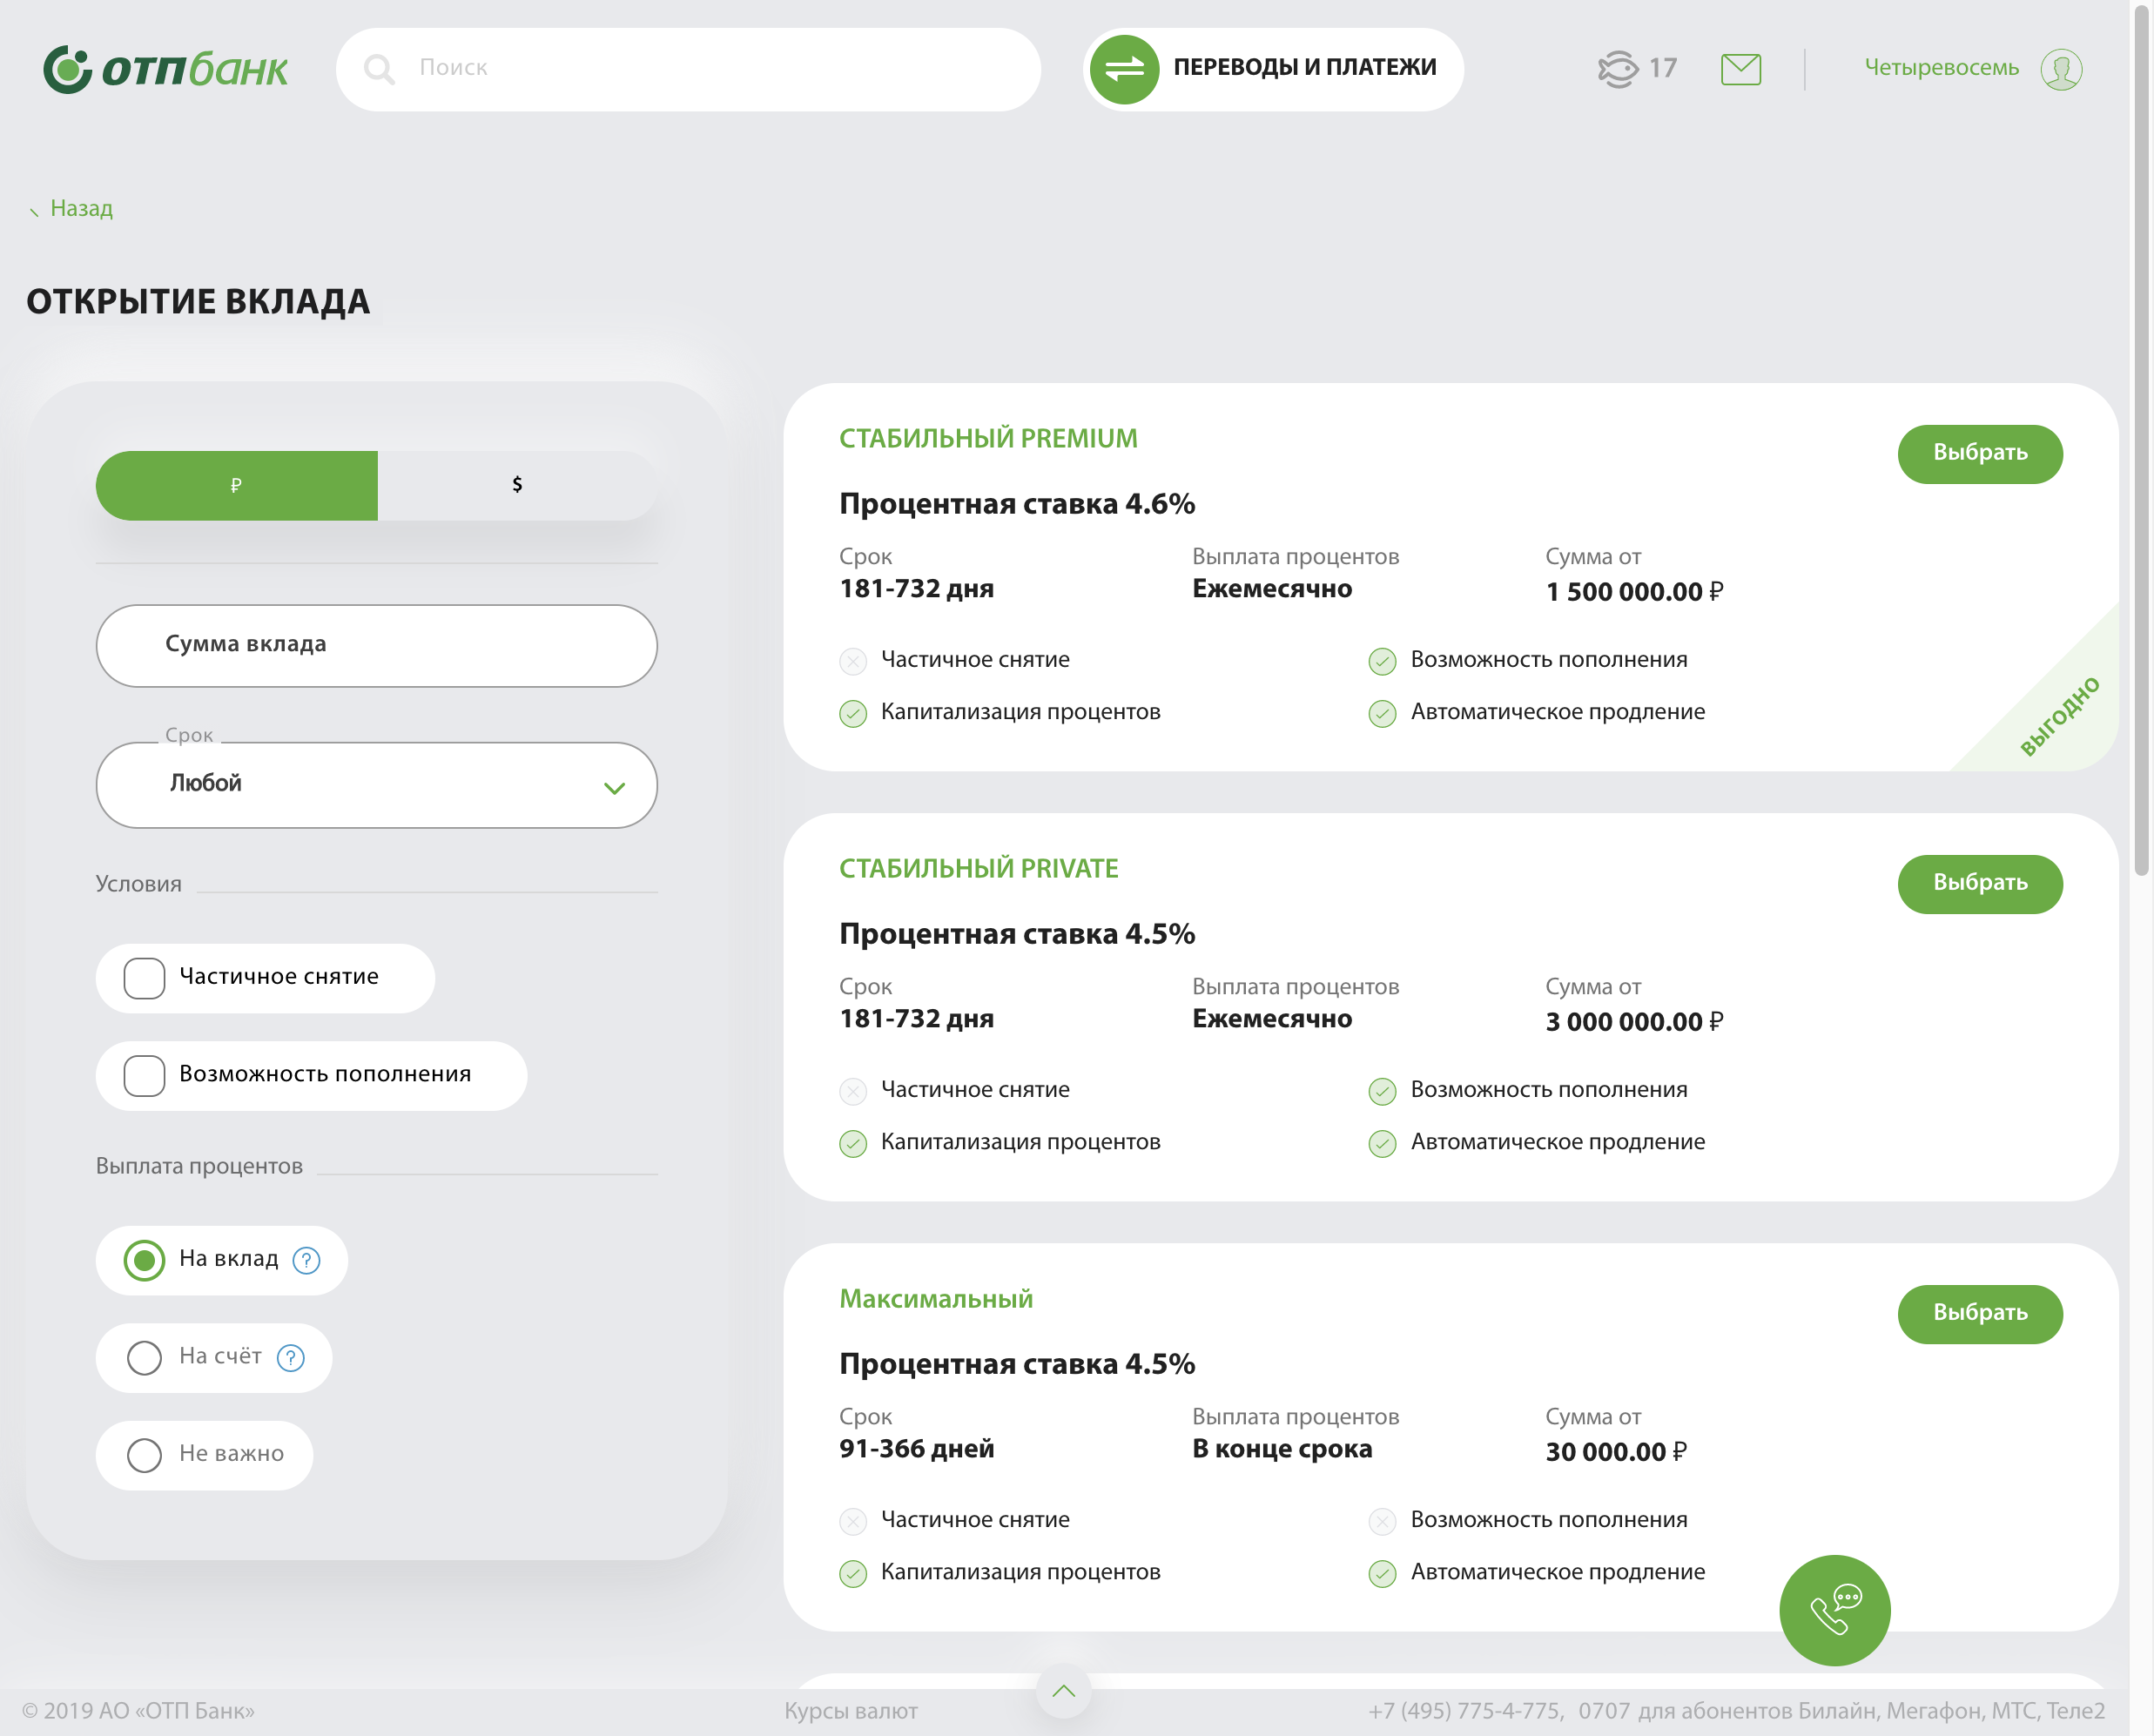 отпбанк
Поиск
ПЕРЕВОДЫ И ПЛАТЕЖИ
17
Четыревосемь
Назад
ОТКРЫТИЕ ВКЛАДА
₽ $
Сумма вклада
Срок
Любой
Условия
Частичное снятие
Возможность пополнения
Выплата процентов
На вклад ?
На счёт ?
Не важно
СТАБИЛЬНЫЙ PREMIUM
Выбрать
Процентная ставка 4.6%
Срок Выплата процентов Сумма от
181-732 дня Ежемесячно 1 500 000.00 ₽
Частичное снятие Возможность пополнения
Капитализация процентов Автоматическое продление
ВЫГОДНО
СТАБИЛЬНЫЙ PRIVATE
Выбрать
Процентная ставка 4.5%
Срок Выплата процентов Сумма от
181-732 дня Ежемесячно 3 000 000.00 ₽
Частичное снятие Возможность пополнения
Капитализация процентов Автоматическое продление
Максимальный
Выбрать
Процентная ставка 4.5%
Срок Выплата процентов Сумма от
91-366 дней В конце срока 30 000.00 ₽
Частичное снятие Возможность пополнения
Капитализация процентов Автоматическое продление
© 2019 АО «ОТП Банк» Курсы валют +7 (495) 775-4-775, 0707 для абонентов Билайн, Мегафон, МТС, Теле2